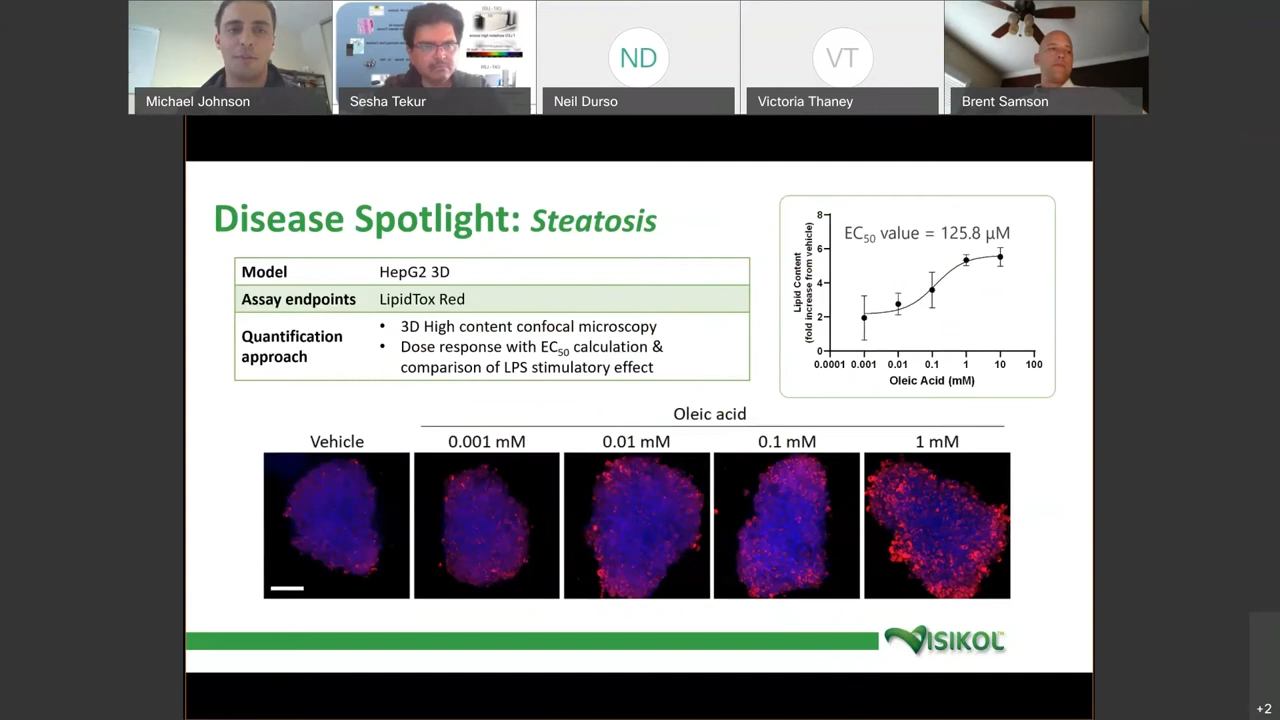 ND
VT
Michael Johnson
Sesha Tekur
Neil Durso
Victoria Thaney
Brent Samson
Disease Spotlight: Steatosis
Model HepG2 3D
Assay endpoints LipidTox Red
Quantification approach
• 3D High content confocal microscopy
• Dose response with EC50 calculation &
comparison of LPS stimulatory effect
EC50 value = 125.8 µM
Lipid Content
(fold increase from vehicle)
8
6
4
2
0
0.0001 0.001 0.01 0.1 1 10 100
Oleic Acid (mM)
Oleic acid
Vehicle 0.001 mM 0.01 mM 0.1 mM 1 mM
VISIKOL
+2